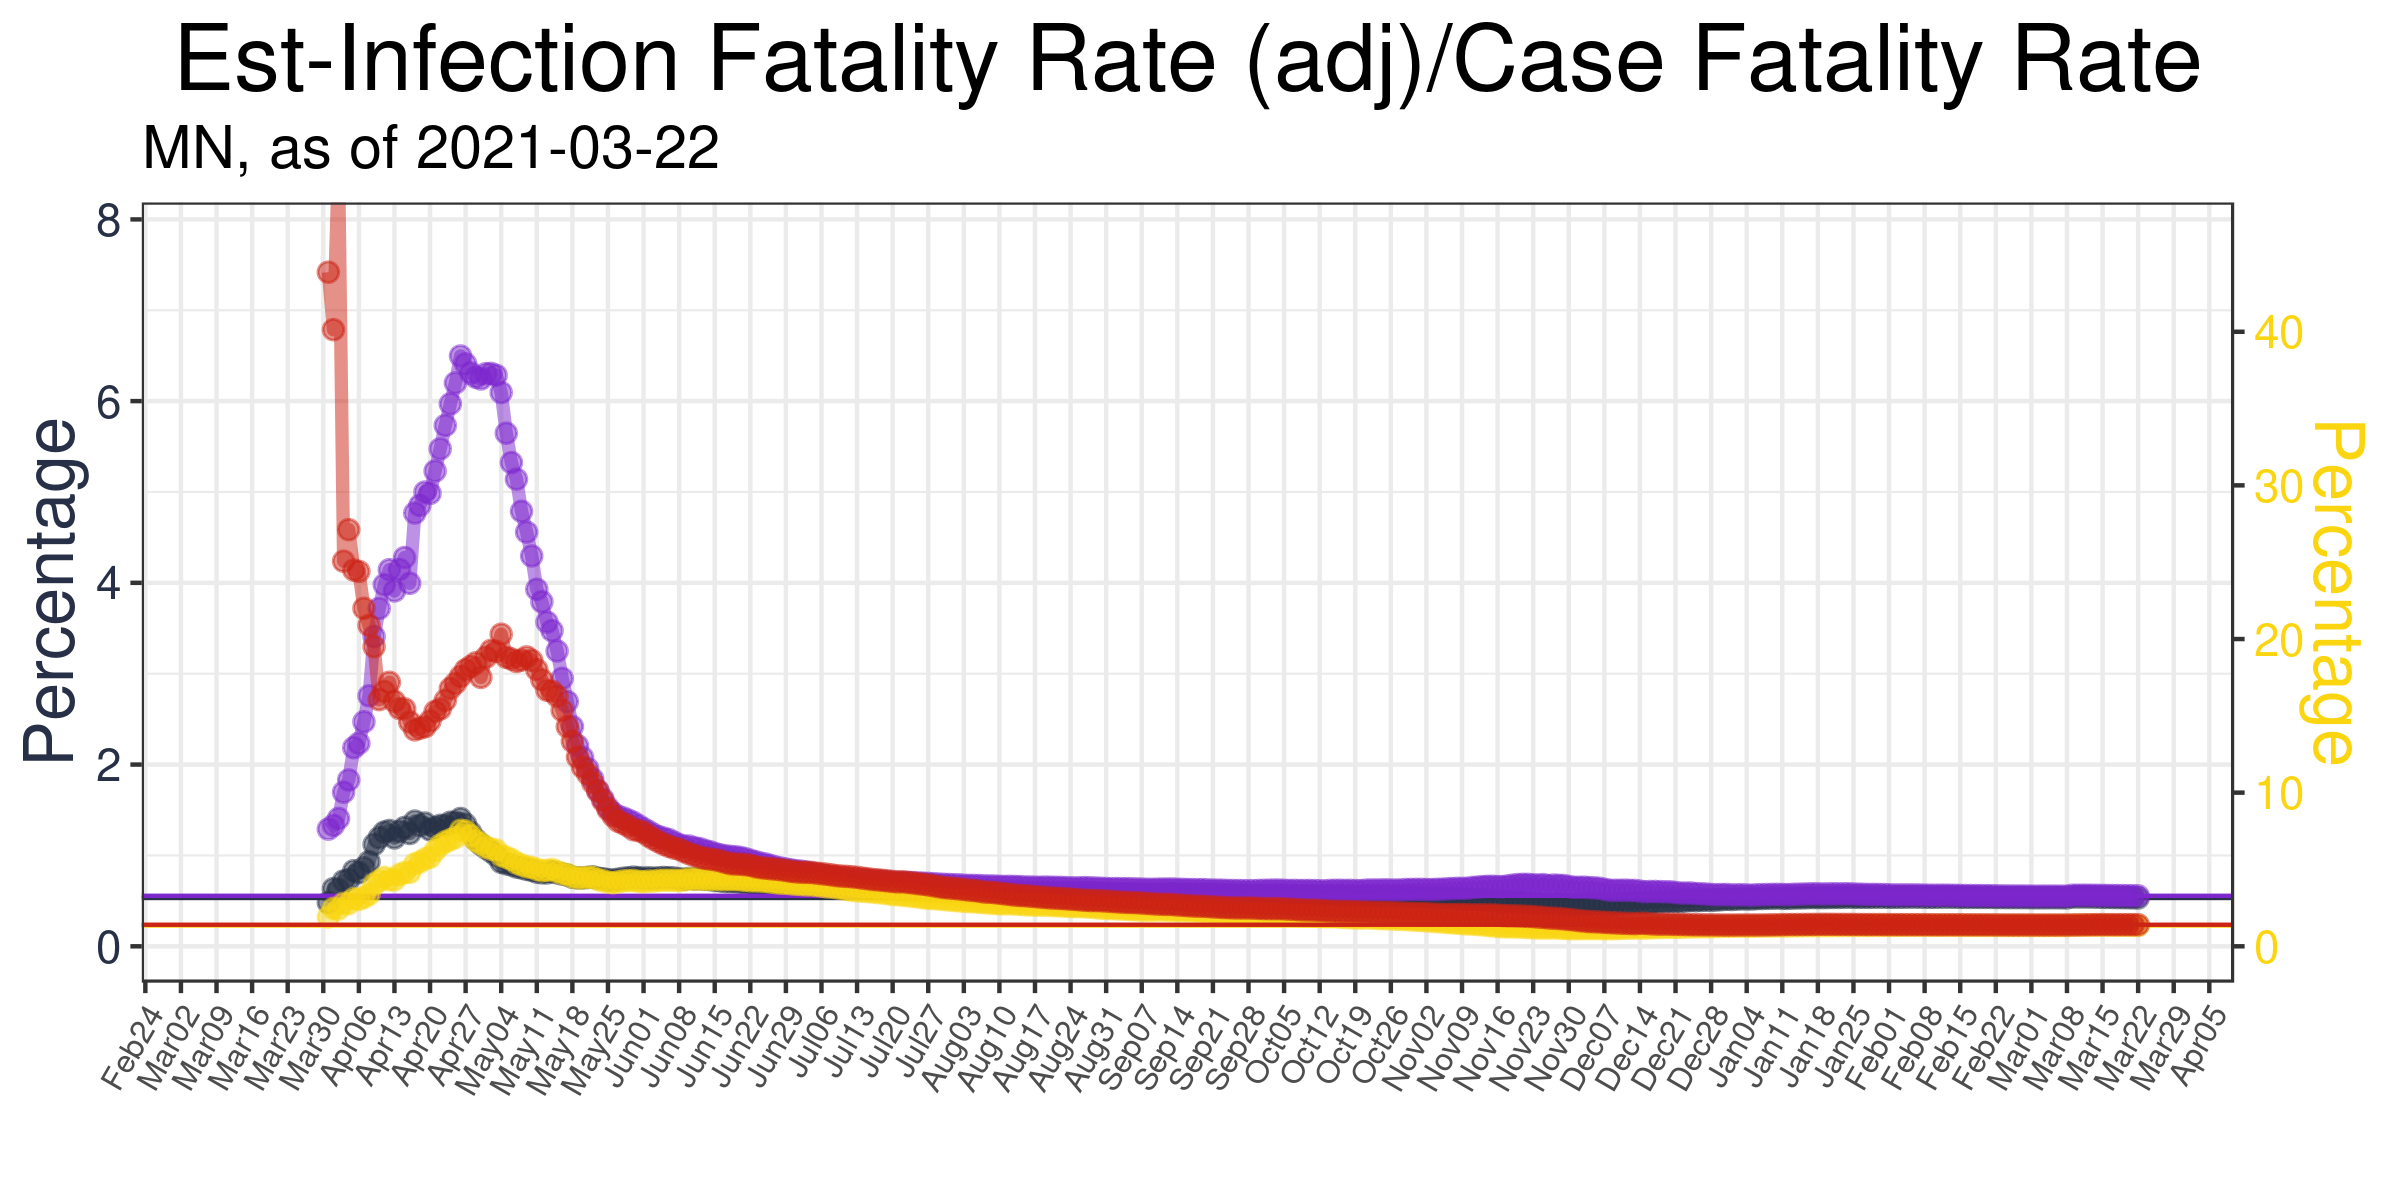 Est-Infection Fatality Rate (adj)/Case Fatality Rate
MN, as of 2021-03-22
Percentage
8
6
4
2
0
40
30
20
10
0
Percentage
Feb24
Mar02
Mar09
Mar16
Mar23
Mar30
Apr06
Apr13
Apr20
Apr27
May04
May11
May18
May25
Jun01
Jun08
Jun15
Jun22
Jun29
Jul06
Jul13
Jul20
Jul27
Aug03
Aug10
Aug17
Aug24
Aug31
Sep07
Sep14
Sep21
Sep28
Oct05
Oct12
Oct19
Oct26
Nov02
Nov09
Nov16
Nov23
Nov30
Dec07
Dec14
Dec21
Dec28
Jan04
Jan11
Jan18
Jan25
Feb01
Feb08
Feb15
Feb22
Mar01
Mar08
Mar15
Mar22
Mar29
Apr05